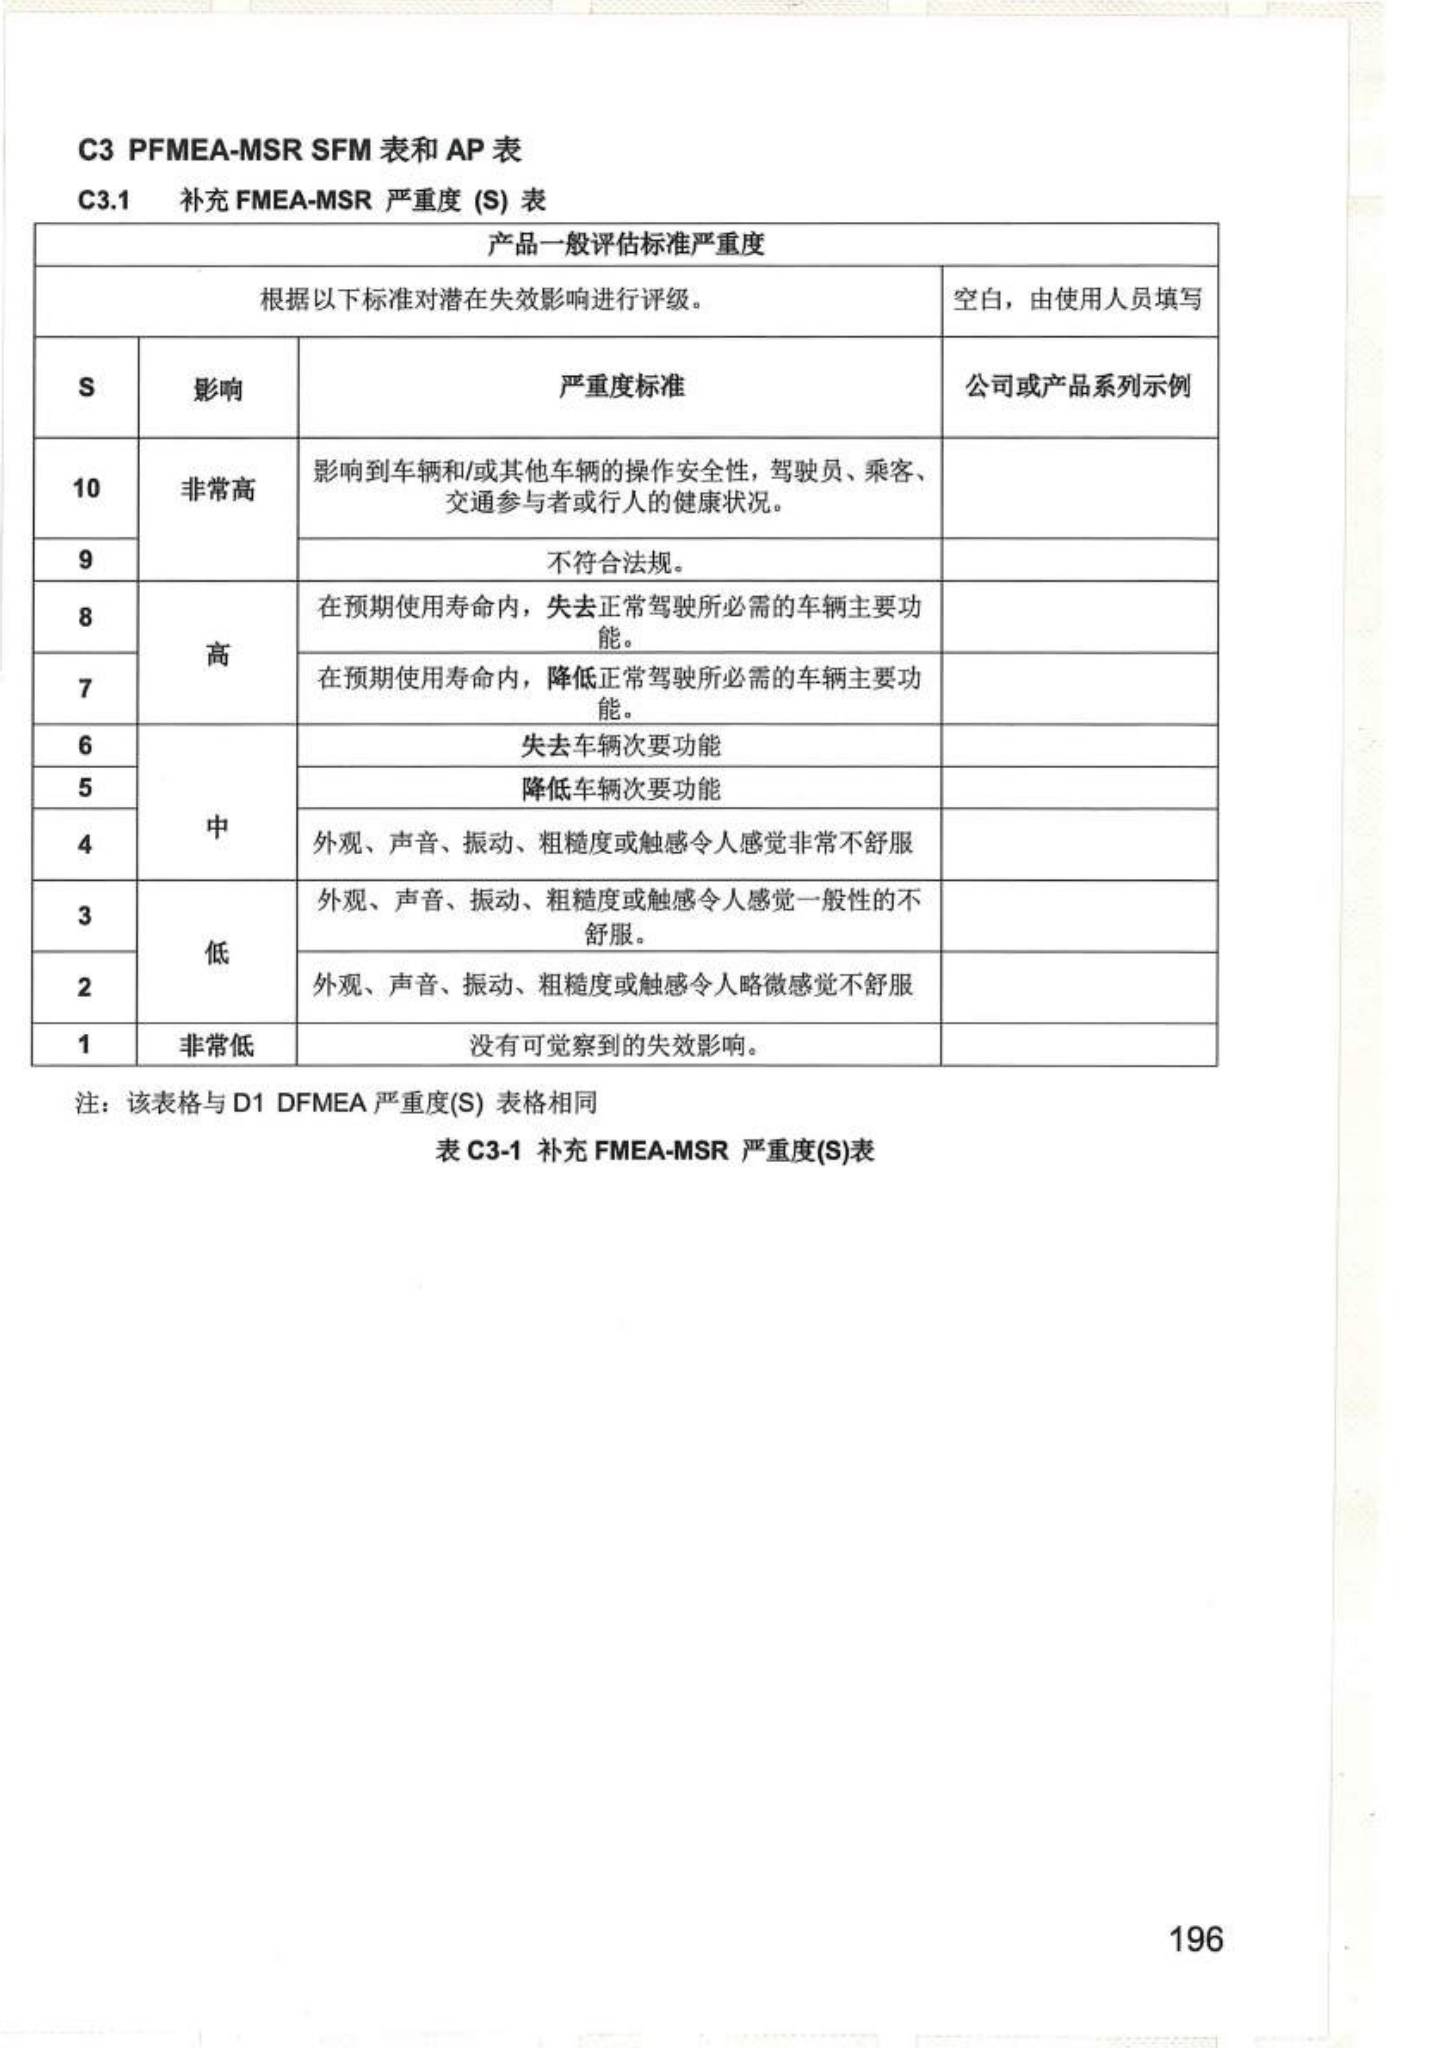 C3 PFMEA-MSR SFM 表和 AP 表
C3.1 补充 FMEA-MSR 严重度 (S) 表
产品一般评估标准严重度
根据以下标准对潜在失效影响进行评级。 空白，由使用人员填写
S 影响 严重度标准 公司或产品系列示例
10 非常高 影响到车辆和/或其他车辆的操作安全性，驾驶员、乘客、
交通参与者或行人的健康状况。
9 不符合法规。
8 在预期使用寿命内，失去正常驾驶所必需的车辆主要功
能。
高
7 在预期使用寿命内，降低正常驾驶所必需的车辆主要功
能。
6 失去车辆次要功能
5 降低车辆次要功能
中
4 外观、声音、振动、粗糙度或触感令人感觉非常不舒服
3 外观、声音、振动、粗糙度或触感令人感觉一般性的不
舒服。
低
2 外观、声音、振动、粗糙度或触感令人略微感觉不舒服
1 非常低 没有可觉察到的失效影响。
注：该表格与 D1 DFMEA 严重度(S) 表格相同
表 C3-1 补充 FMEA-MSR 严重度(S)表
196